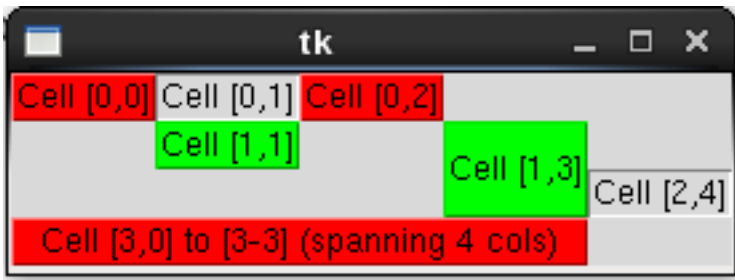 tk
Cell [0,0] Cell [0,1] Cell [0,2]
Cell [1,1]
Cell [1,3]
Cell [2,4]
Cell [3,0] to [3-3] (spanning 4 cols)